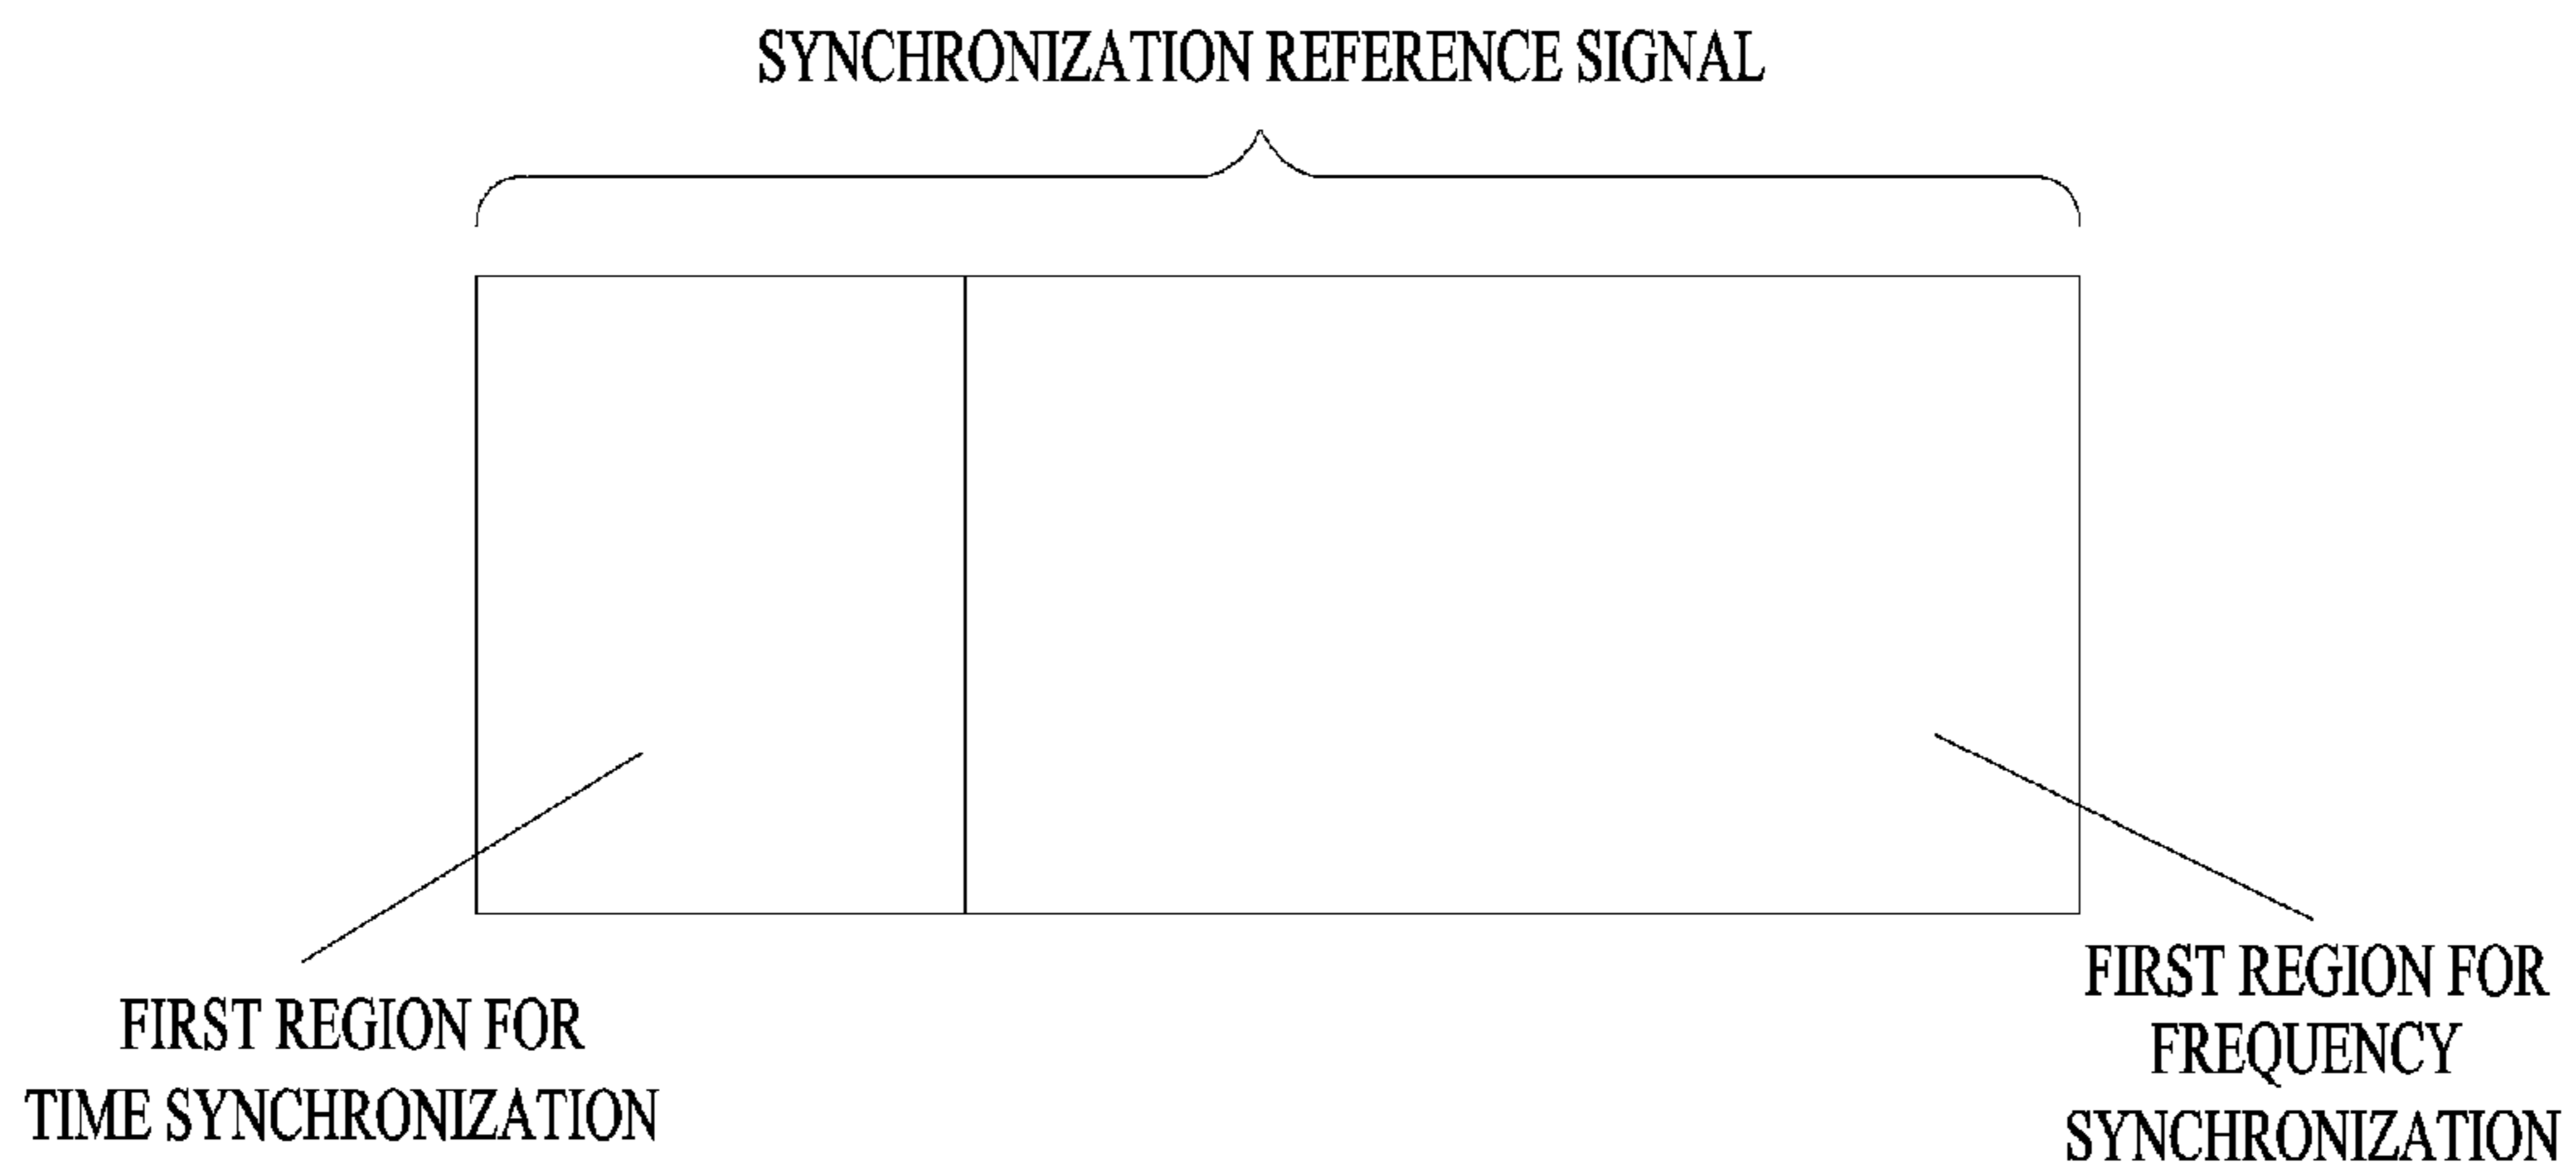 SYNCHRONIZATION REFERENCE SIGNAL
FIRST REGION FOR
TIME SYNCHRONIZATION
FIRST REGION FOR
FREQUENCY
SYNCHRONIZATION